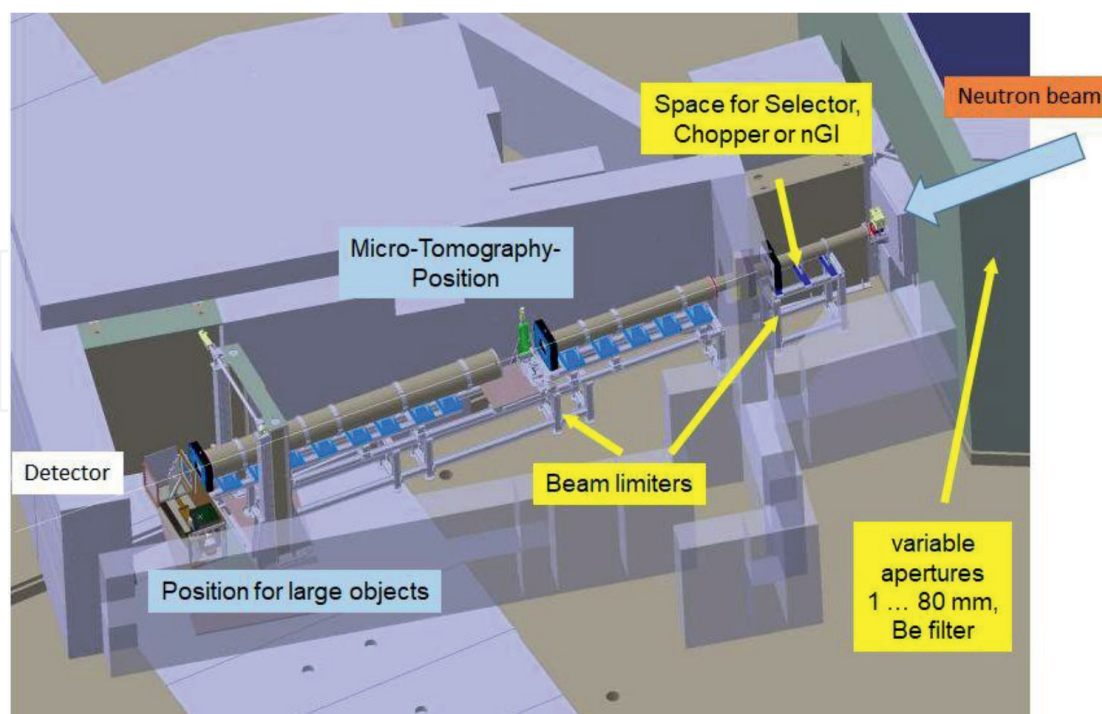 Neutron beam
Space for Selector,
Chopper or nGI
Micro-Tomography-
Position
Detector
Beam limiters
Position for large objects
variable
apertures
1 ... 80 mm,
Be filter